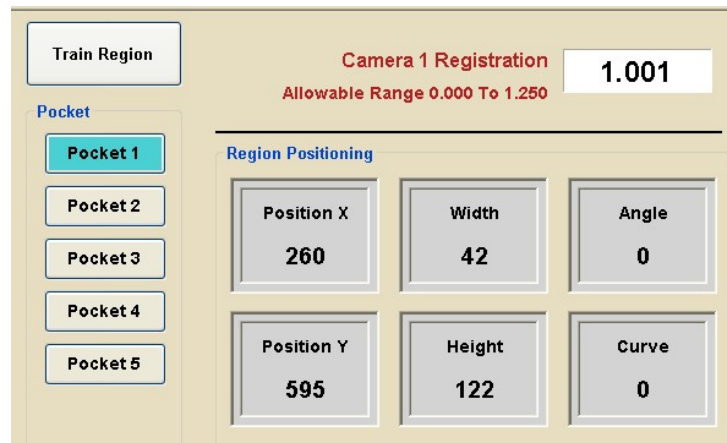 Train Region
Camera 1 Registration
1.001
Allowable Range 0.000 To 1.250
Pocket
Pocket 1
Pocket 2
Pocket 3
Pocket 4
Pocket 5
Region Positioning
Position X
260
Width
42
Angle
0
Position Y
595
Height
122
Curve
0